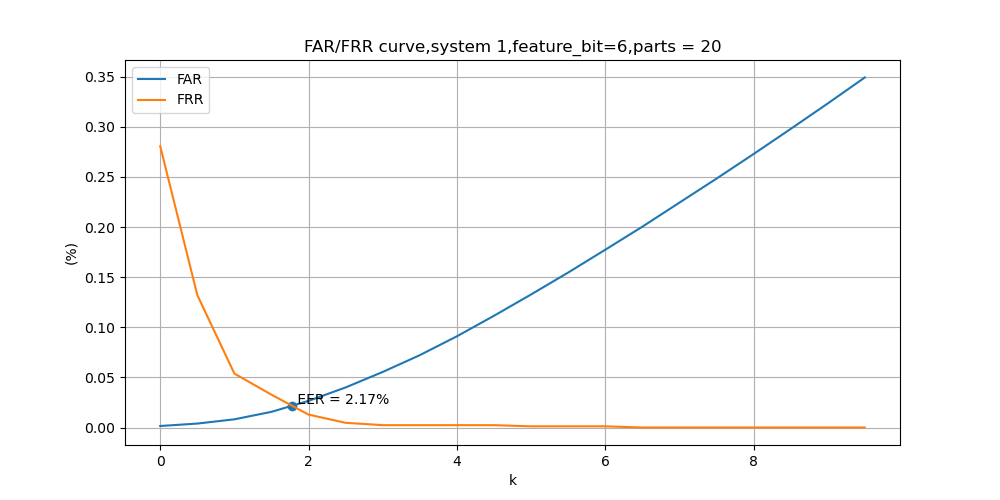 FAR/FRR curve,system 1,feature_bit=6,parts = 20
FAR
FRR
0.35
0.30
0.25
0.20
0.15
0.10
0.05
0.00
(%)
EER = 2.17%
0 2 4 6 8
k